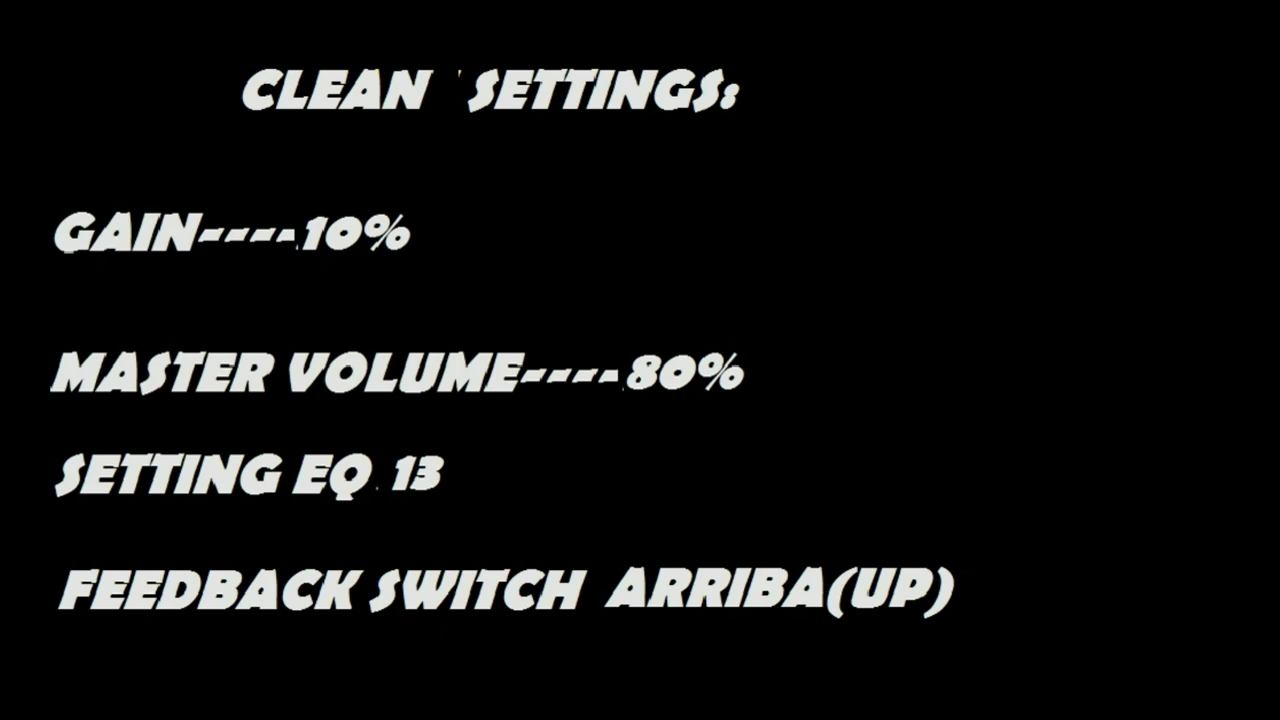 CLEAN SETTINGS:
GAIN----10%
MASTER VOLUME----80%
SETTING EQ 13
FEEDBACK SWITCH ARRIBA(UP)